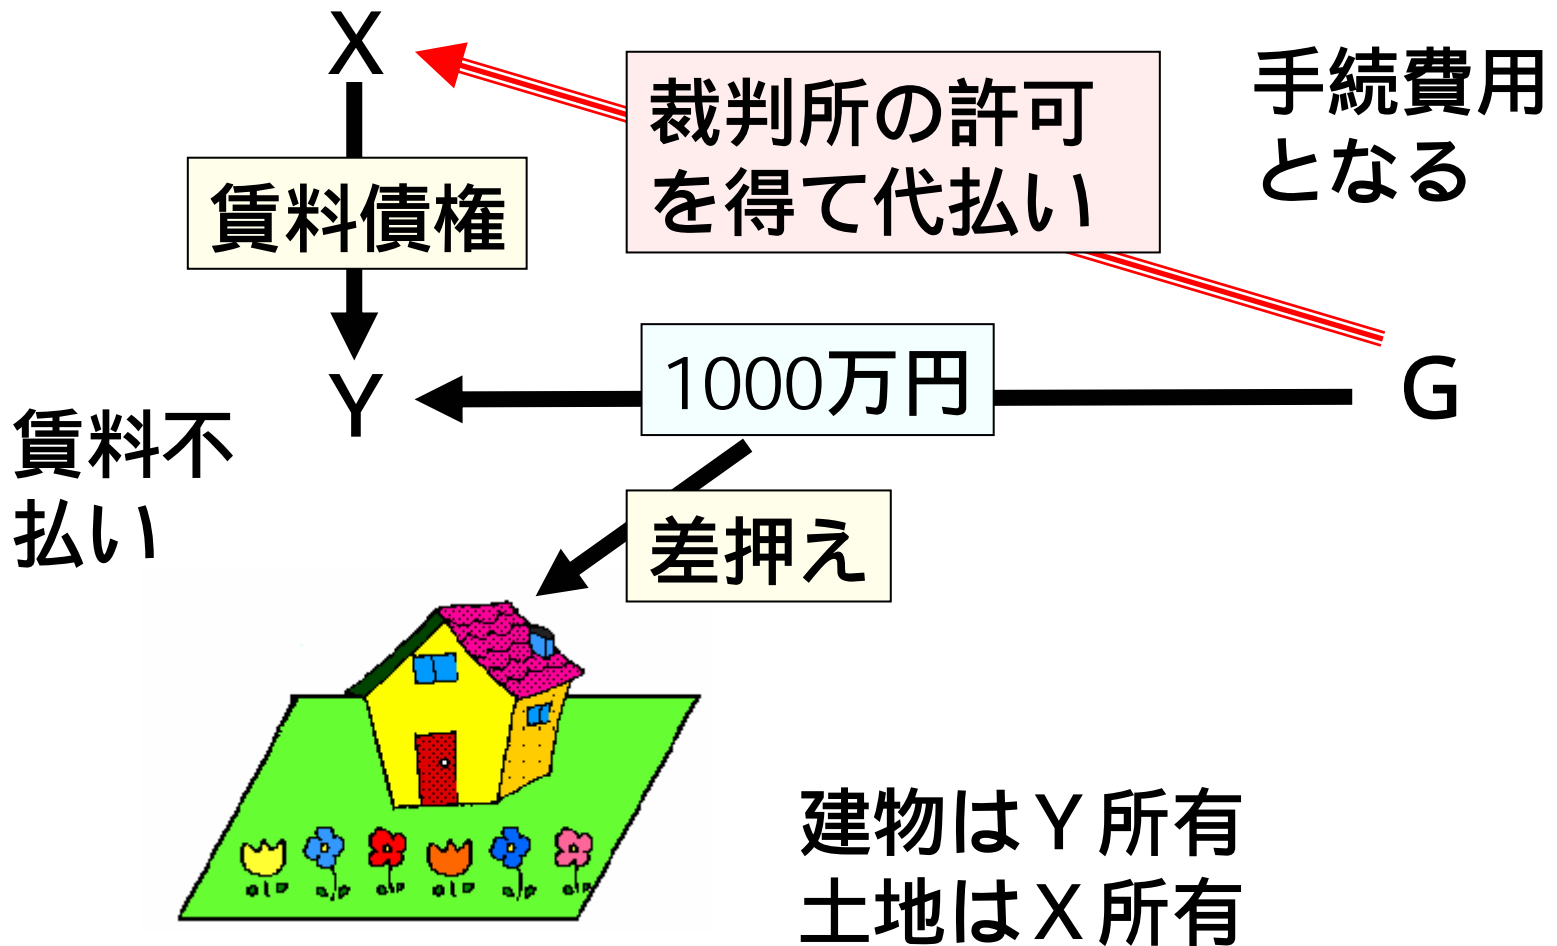 X
裁判所の許可
を得て代払い
手続費用
となる
賃料債権
1000万円
Y
G
賃料不
払い
差押え
建物はY所有
土地はX所有